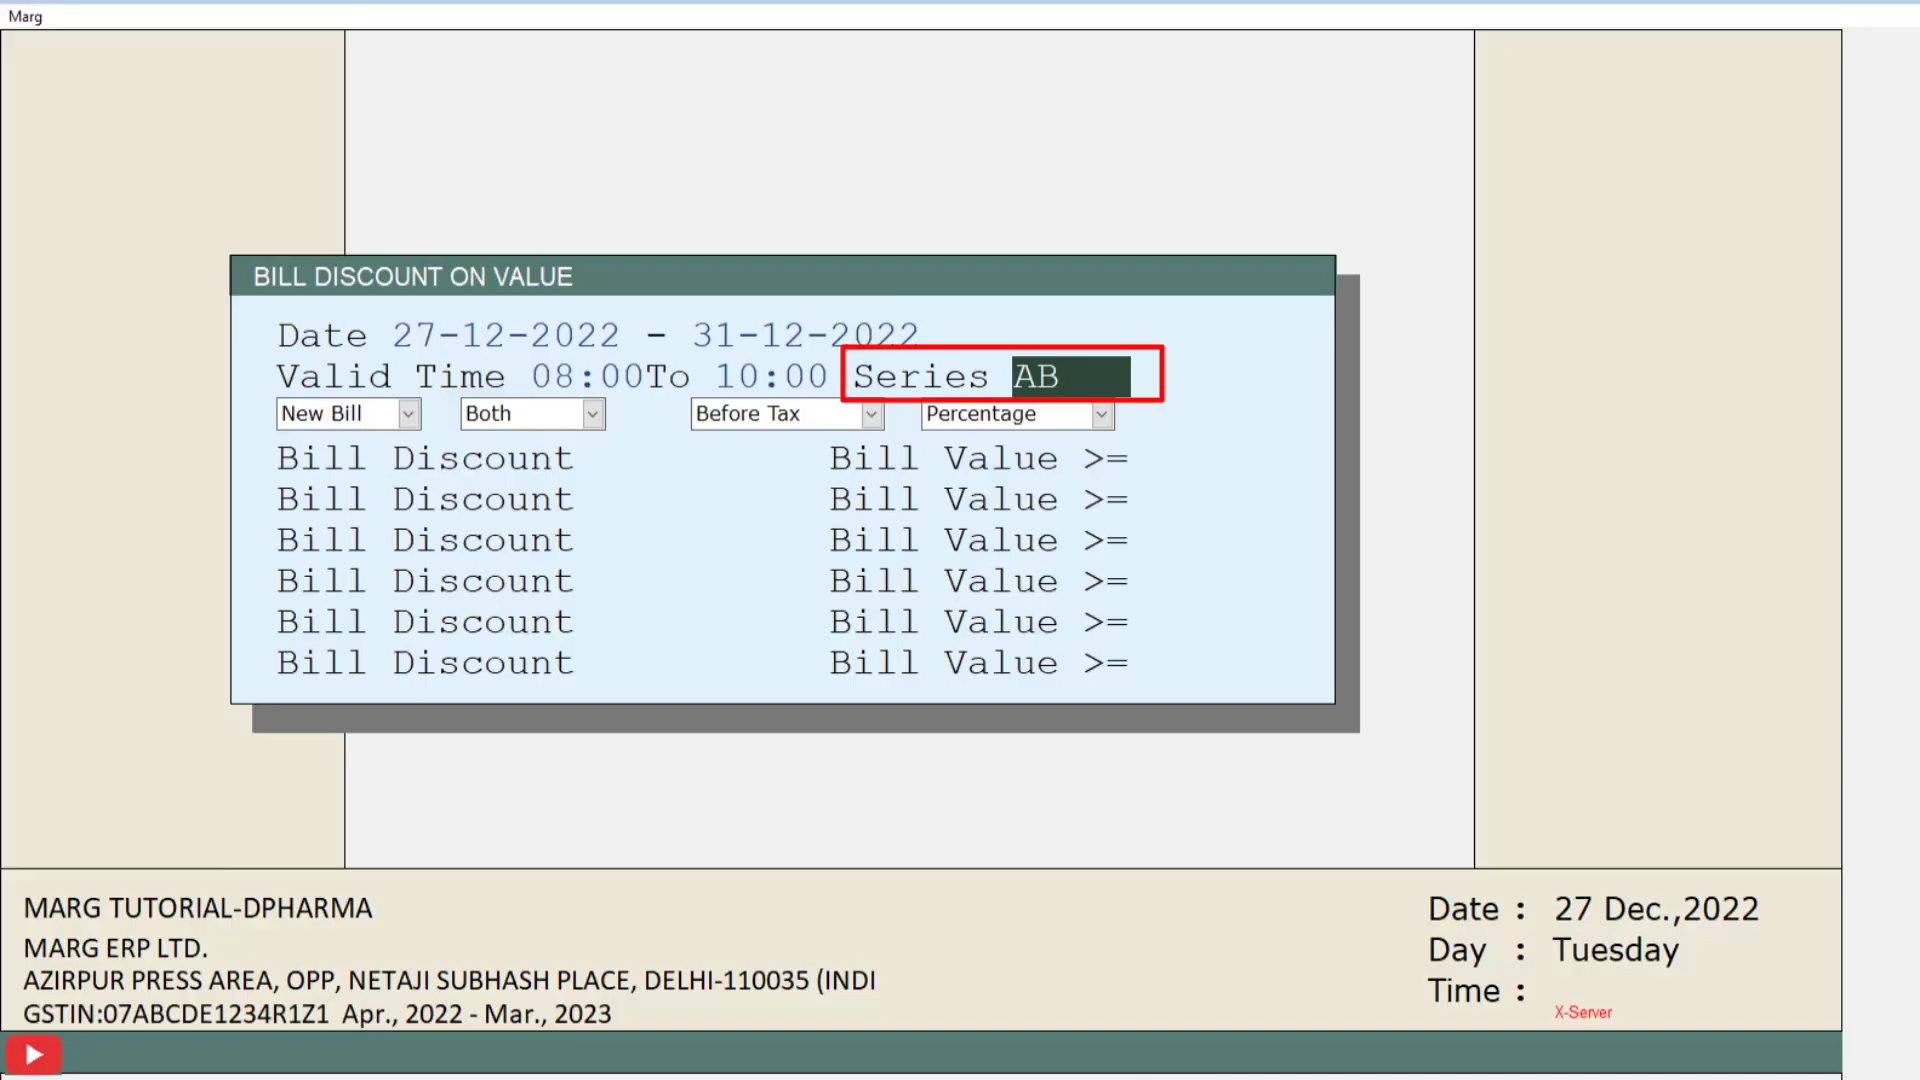 Marg
BILL DISCOUNT ON VALUE
Date 27-12-2022 - 31-12-2022
Valid Time 08:00To 10:00 Series AB
New Bill Both Before Tax Percentage
Bill Discount Bill Value >=
Bill Discount Bill Value >=
Bill Discount Bill Value >=
Bill Discount Bill Value >=
Bill Discount Bill Value >=
Bill Discount Bill Value >=
MARG TUTORIAL-DPHARMA
MARG ERP LTD.
AZIRPUR PRESS AREA, OPP, NETAJI SUBHASH PLACE, DELHI-110035 (INDI
GSTIN:07ABCDE1234R1Z1 Apr., 2022 - Mar., 2023
Date : 27 Dec.,2022
Day : Tuesday
Time :
X-Server